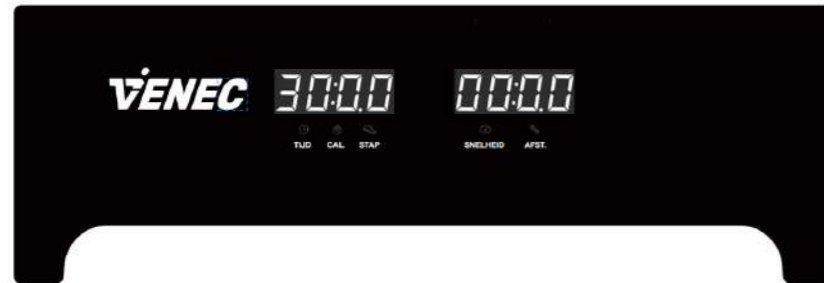 VENEC 30:0.0 00:0.0
TIJD CAL. STAP SNELHEID AFST.